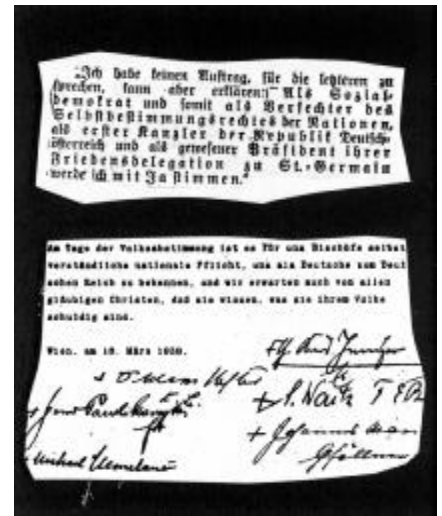 „Ich habe keinen Auftrag, für die letzteren zu
sprechen, kann aber erklären: Als Sozial-
demokrat und somit als Verfechter des
Selbstbestimmungsrechtes der Nationen,
als erster Kanzler der Republik Deutsch-
österreich und als gewesener Präsident ihrer
Friedensdelegation zu St.-Germain
werde ich mit Ja stimmen.“
Am Tage der Volksabstimmung ist es für uns Bischöfe selbst
verständliche nationale Pflicht, uns als Deutsche zum Deut
schen Reich zu bekennen, und wir erwarten auch von allen
gläubigen Christen, daß sie wissen, was sie ihrem Volke
schuldig sind.
Wien, am 18. März 1938.
+ Johannes Maria
Gföllner